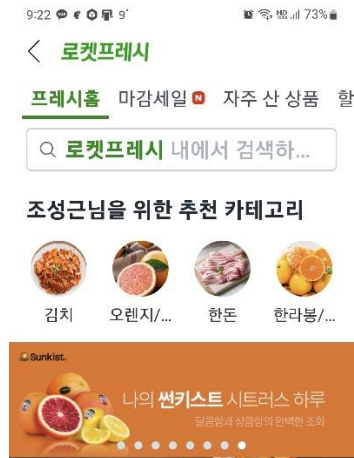 9:22
73%
로켓프레시
프레시홈 마감세일 N 자주 산 상품 할
로켓프레시 내에서 검색하...
조성근님을 위한 추천 카테고리
김치 오렌지/... 한돈 한라봉/...
Sunkist.
나의 썬키스트 시트러스 하루
달콤함과 상큼함의 완벽한 조화